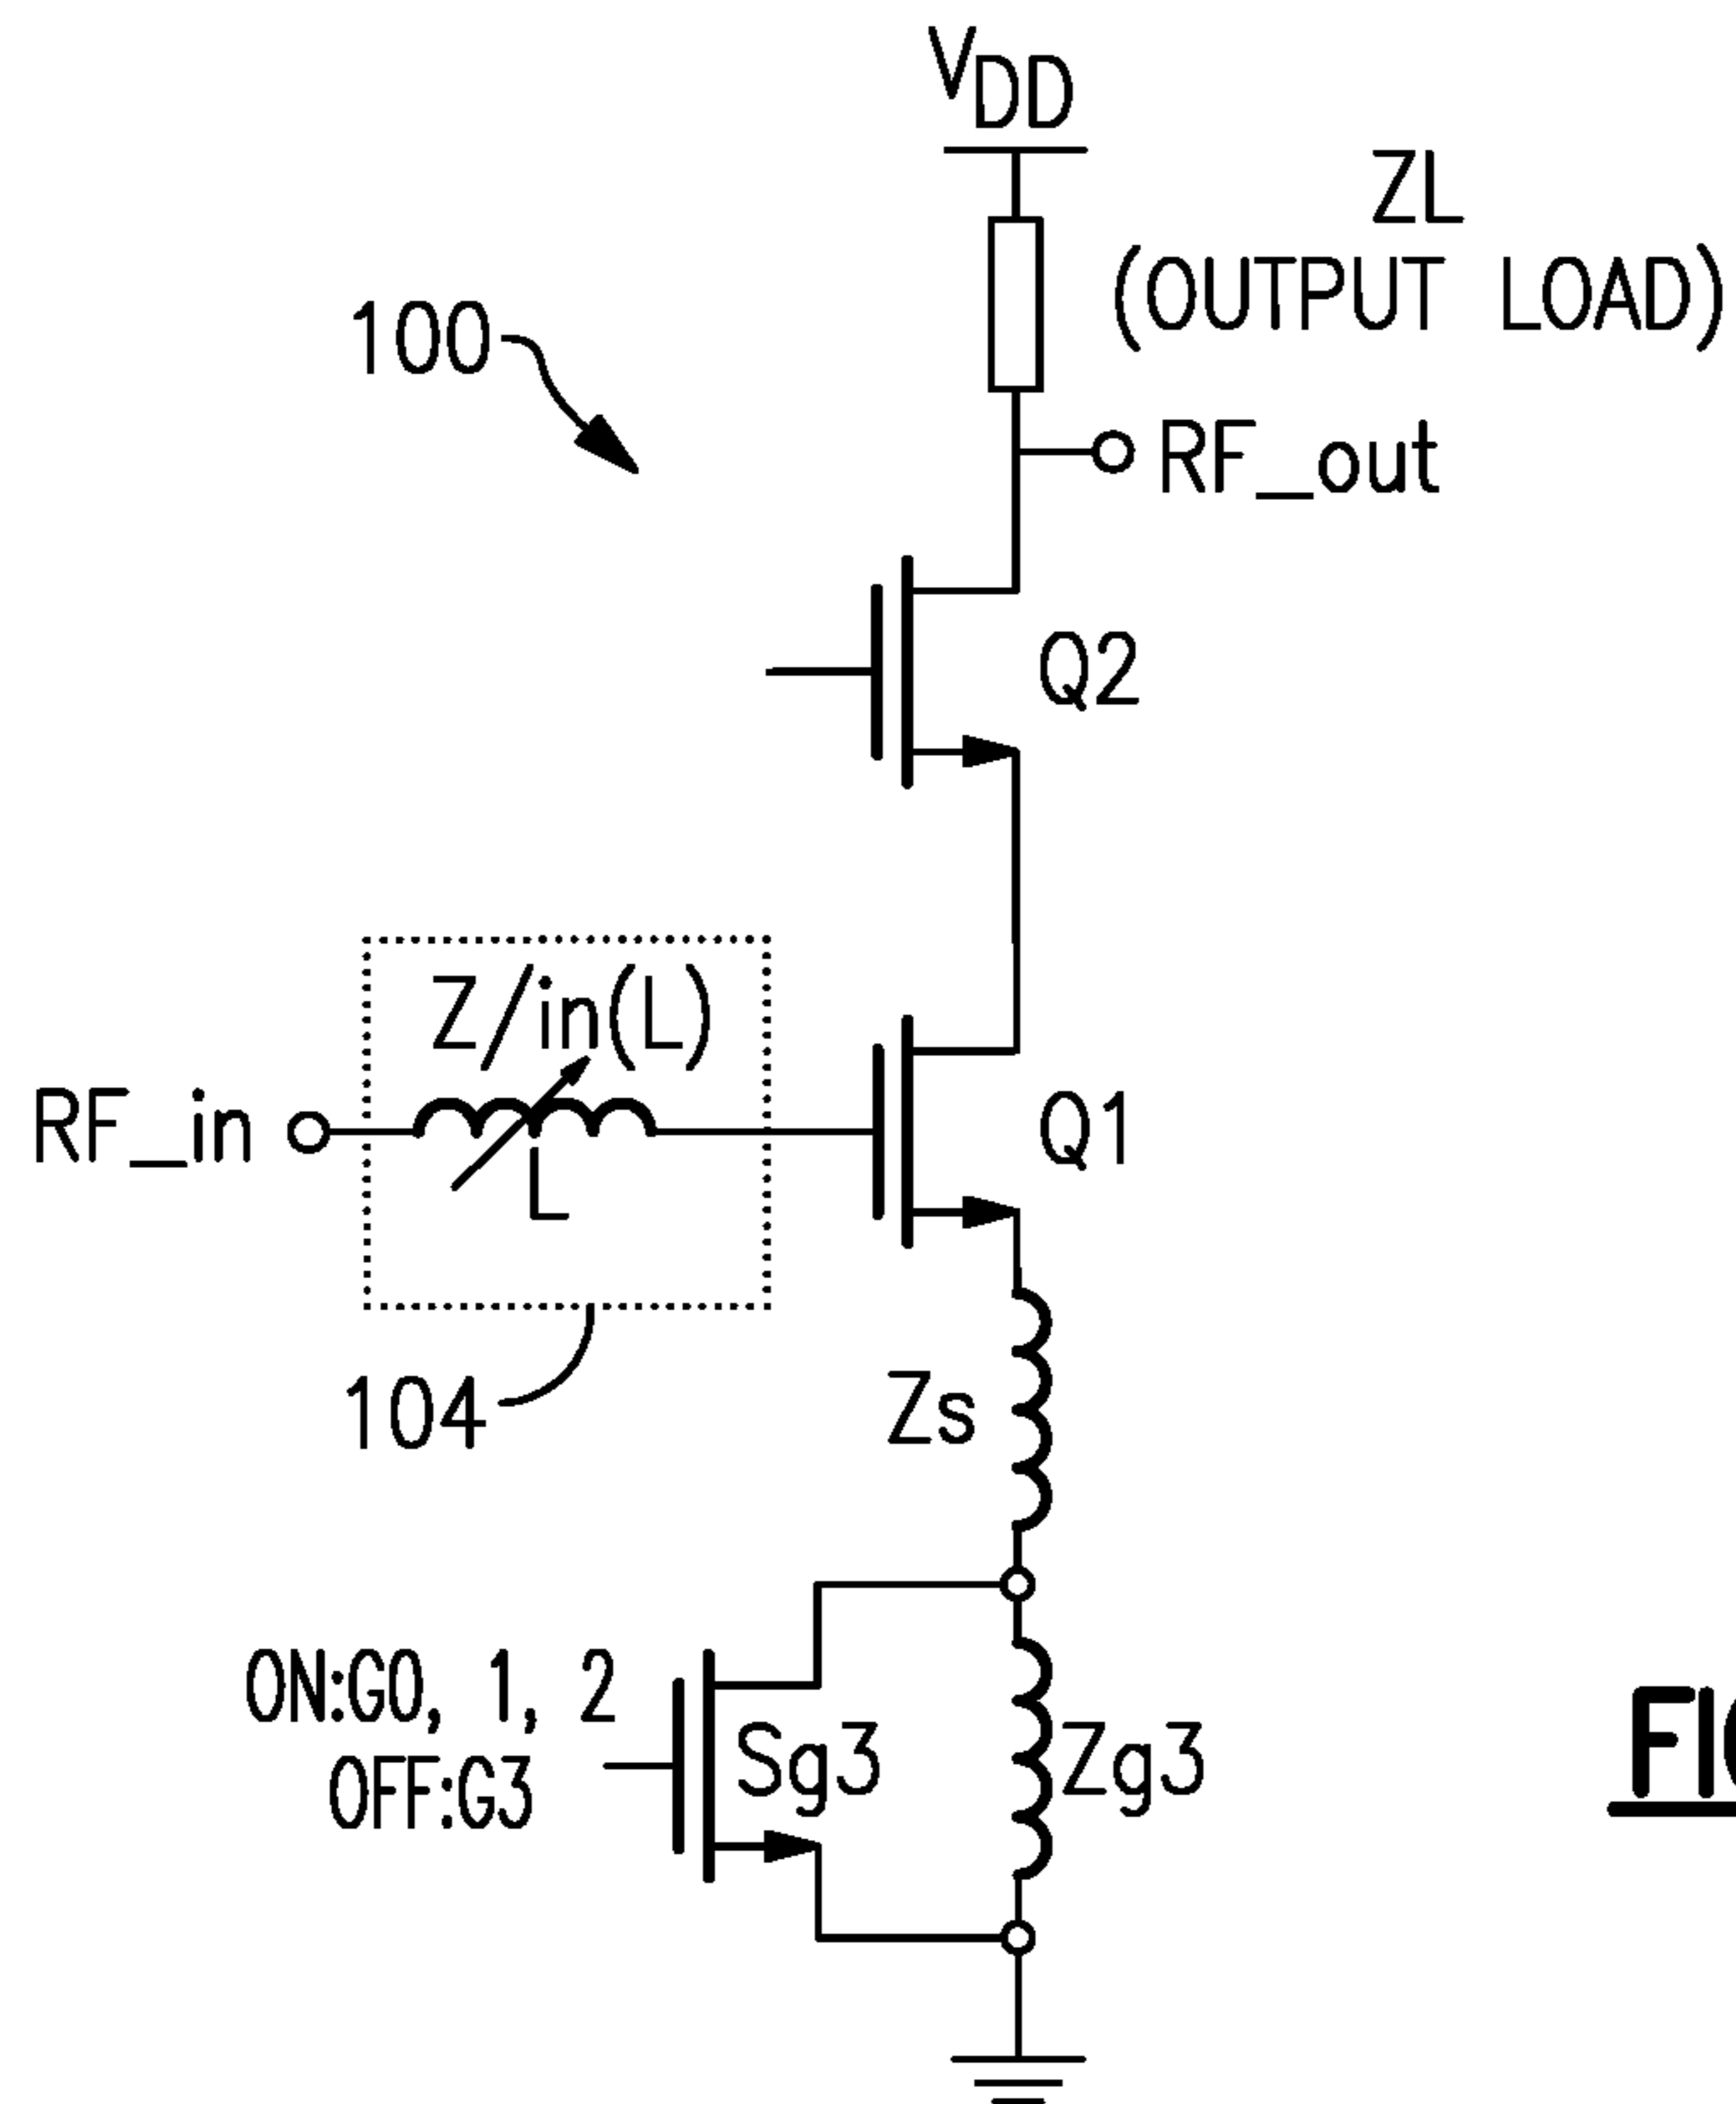 VDD
ZL
(OUTPUT LOAD)
100
RF_out
Q2
Z/in(L)
RF_in
L
Q1
104
Zs
ON:G0, 1, 2
OFF:G3
Sg3
Zg3